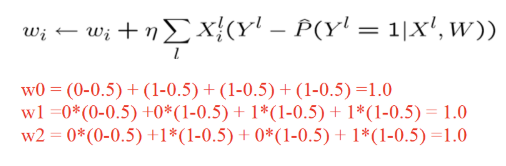 wᵢ ← wᵢ + η ∑ₗ Xᵢˡ(Yˡ − P̂(Yˡ = 1|Xˡ, W))
w0 = (0-0.5) + (1-0.5) + (1-0.5) + (1-0.5) =1.0
w1 =0*(0-0.5) +0*(1-0.5) + 1*(1-0.5) + 1*(1-0.5) = 1.0
w2 = 0*(0-0.5) +1*(1-0.5) + 0*(1-0.5) + 1*(1-0.5) =1.0